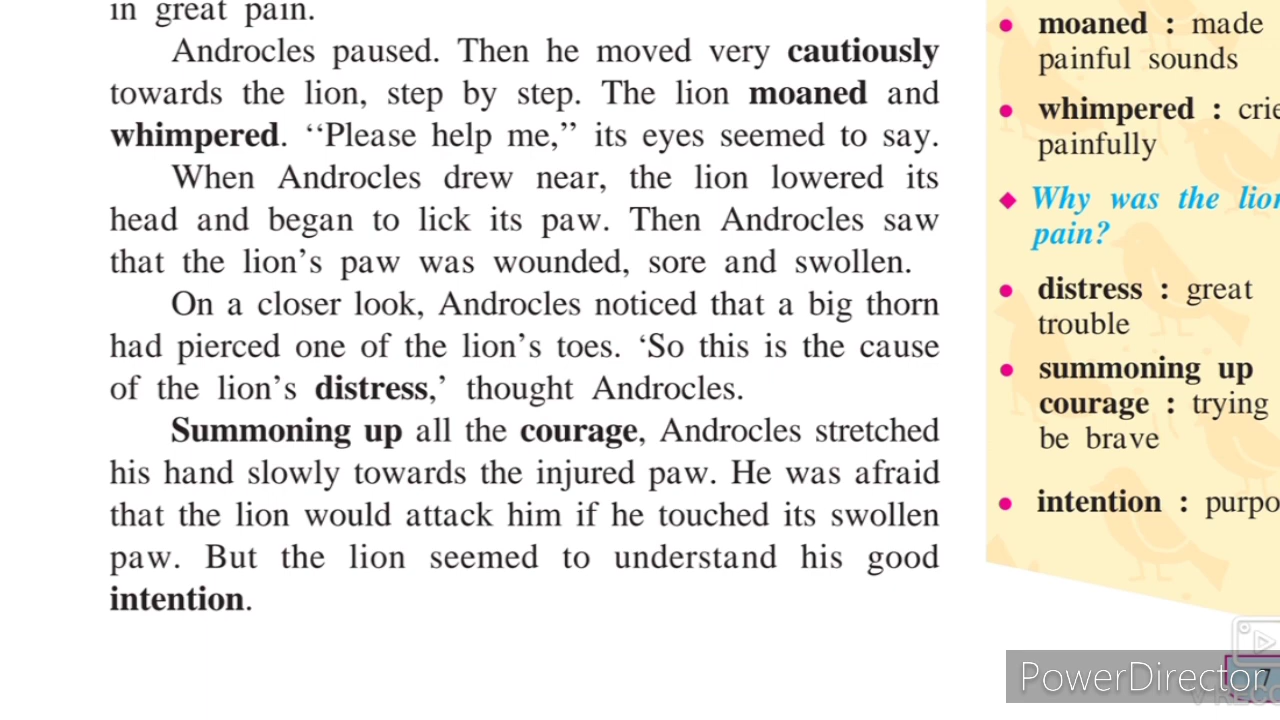 in great pain.
Androcles paused. Then he moved very cautiously
towards the lion, step by step. The lion moaned and
whimpered. ‘‘Please help me,’’ its eyes seemed to say.
When Androcles drew near, the lion lowered its
head and began to lick its paw. Then Androcles saw
that the lion’s paw was wounded, sore and swollen.
On a closer look, Androcles noticed that a big thorn
had pierced one of the lion’s toes. ‘So this is the cause
of the lion’s distress,’ thought Androcles.
Summoning up all the courage, Androcles stretched
his hand slowly towards the injured paw. He was afraid
that the lion would attack him if he touched its swollen
paw. But the lion seemed to understand his good
intention.
• moaned : made
painful sounds
• whimpered :
painfully
◆ Why was the
pain?
• distress : great
trouble
• summoning up
courage : trying
be brave
• intention :
7
PowerDirector